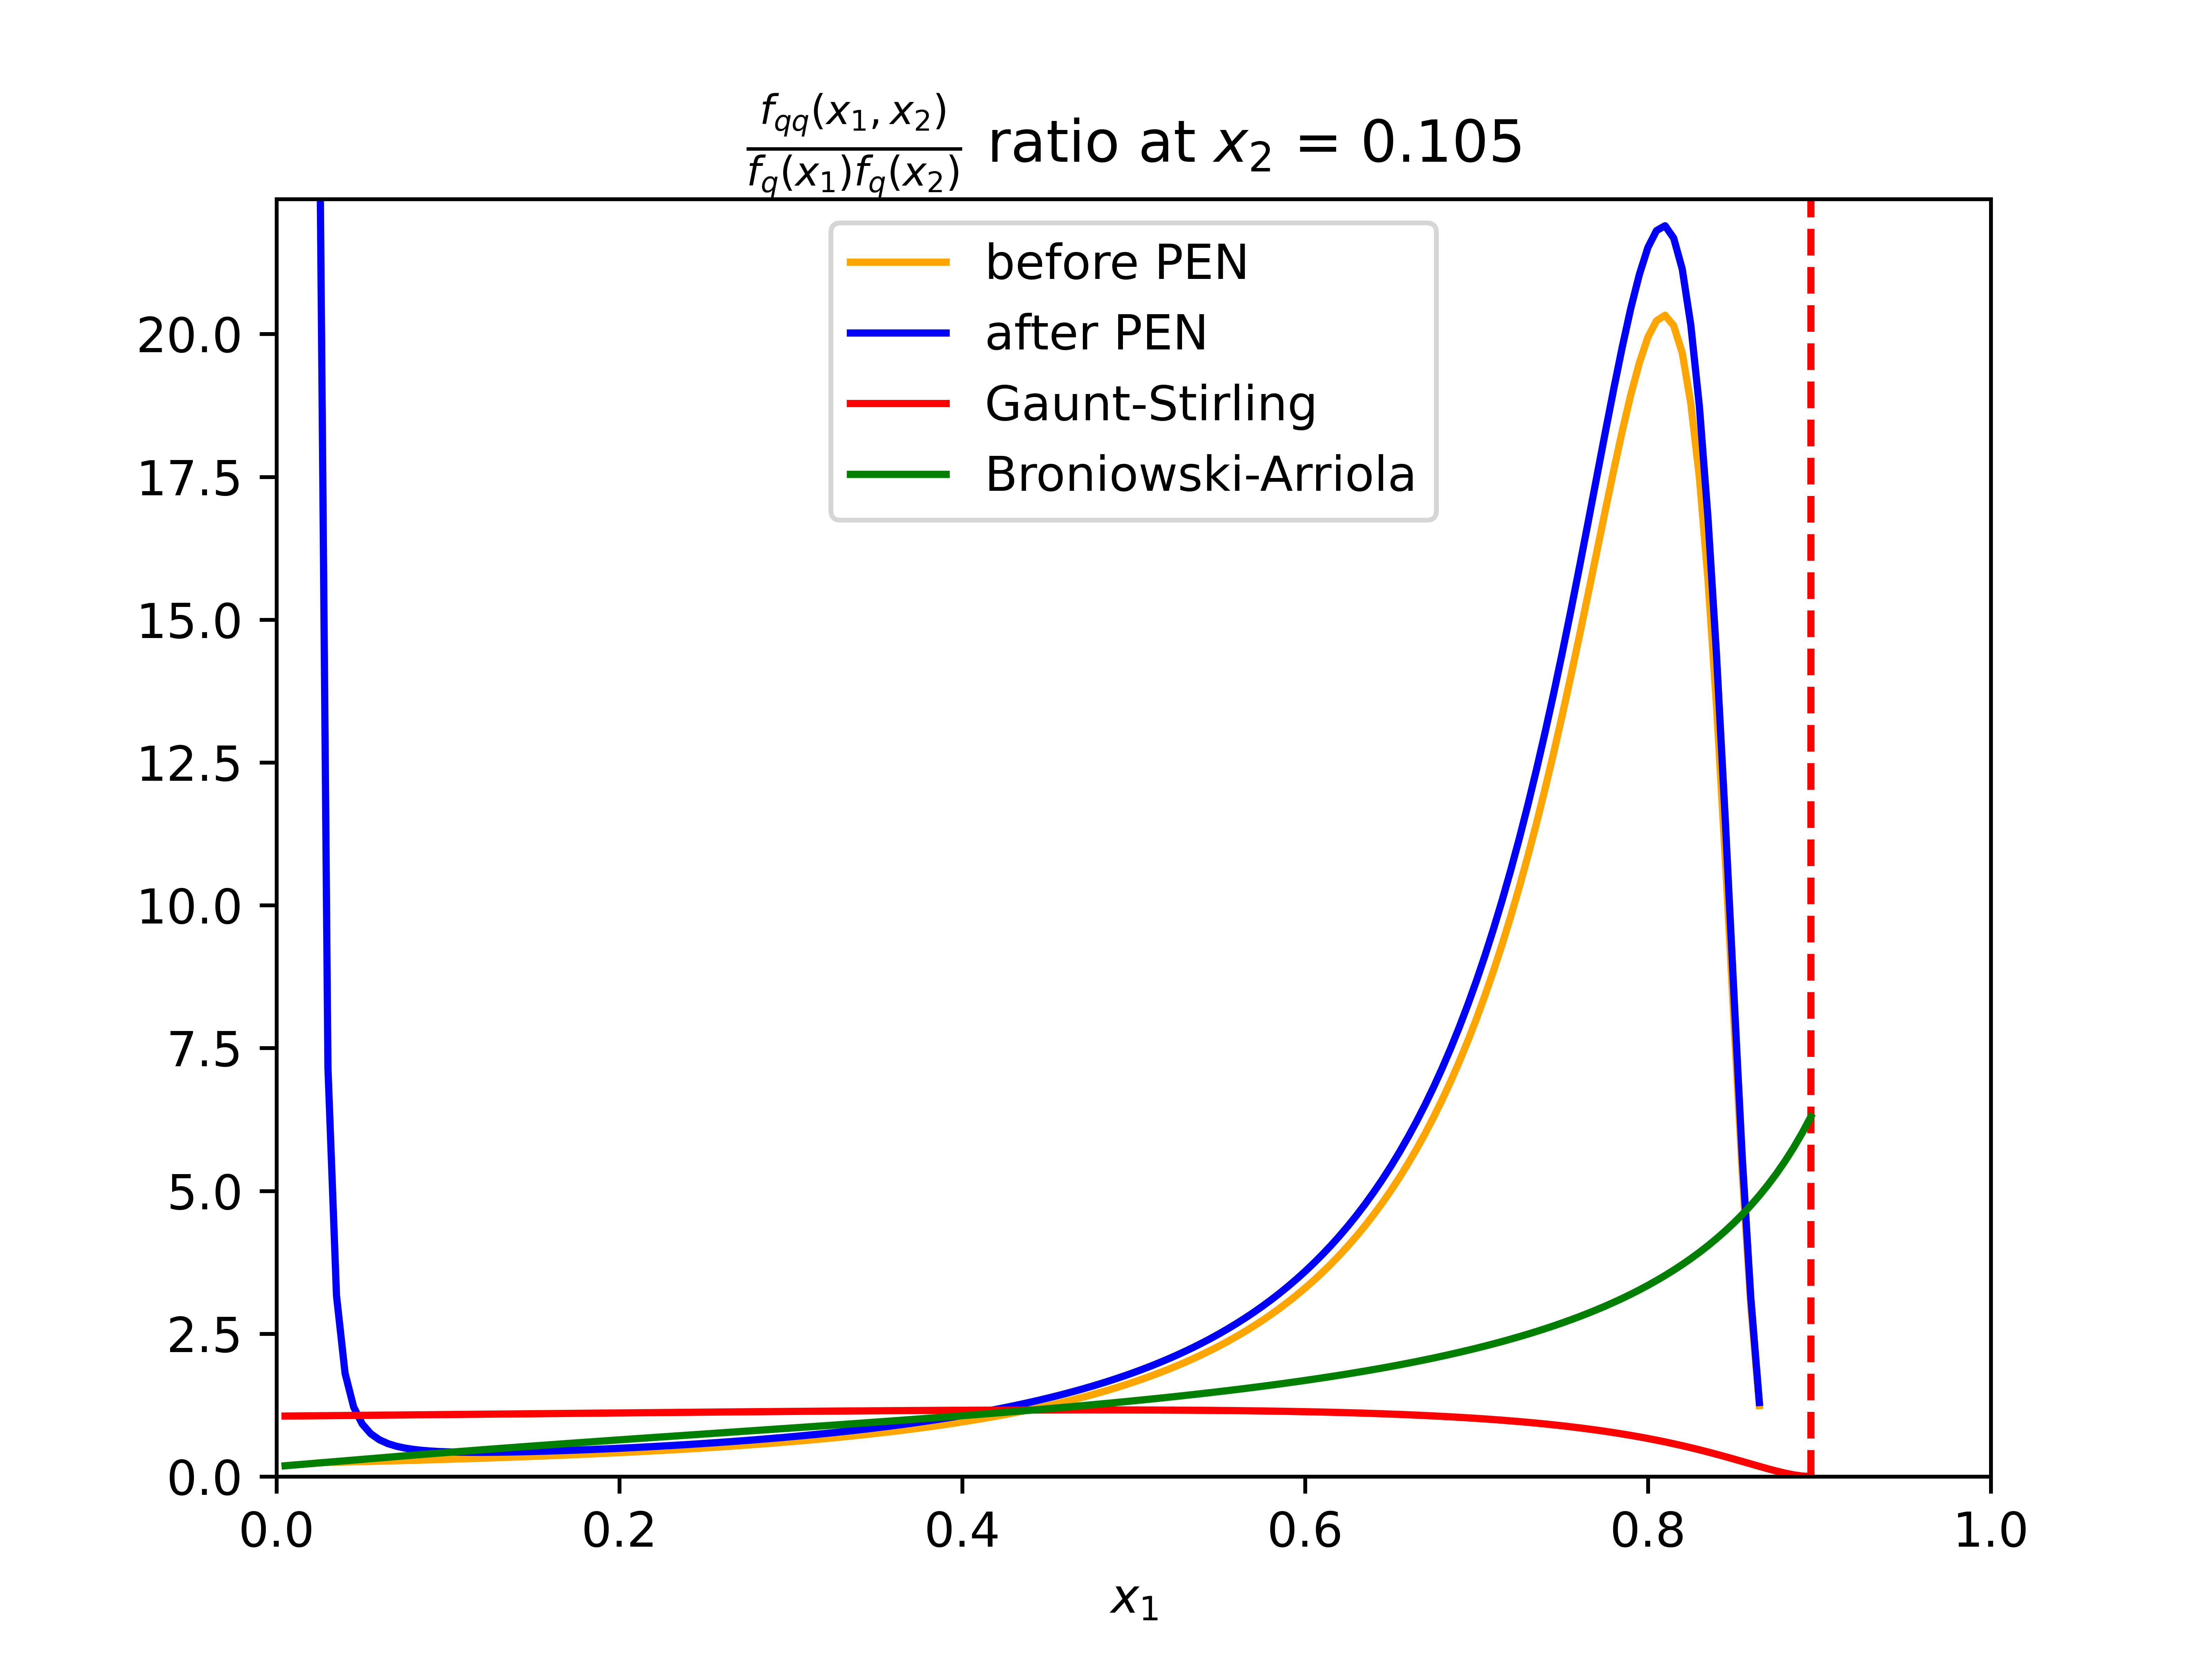 f_qq(x_1, x_2)
f_q(x_1)f_q(x_2) ratio at x_2 = 0.105
before PEN
after PEN
Gaunt-Stirling
Broniowski-Arriola
20.0
17.5
15.0
12.5
10.0
7.5
5.0
2.5
0.0
0.0 0.2 0.4 0.6 0.8 1.0
x_1